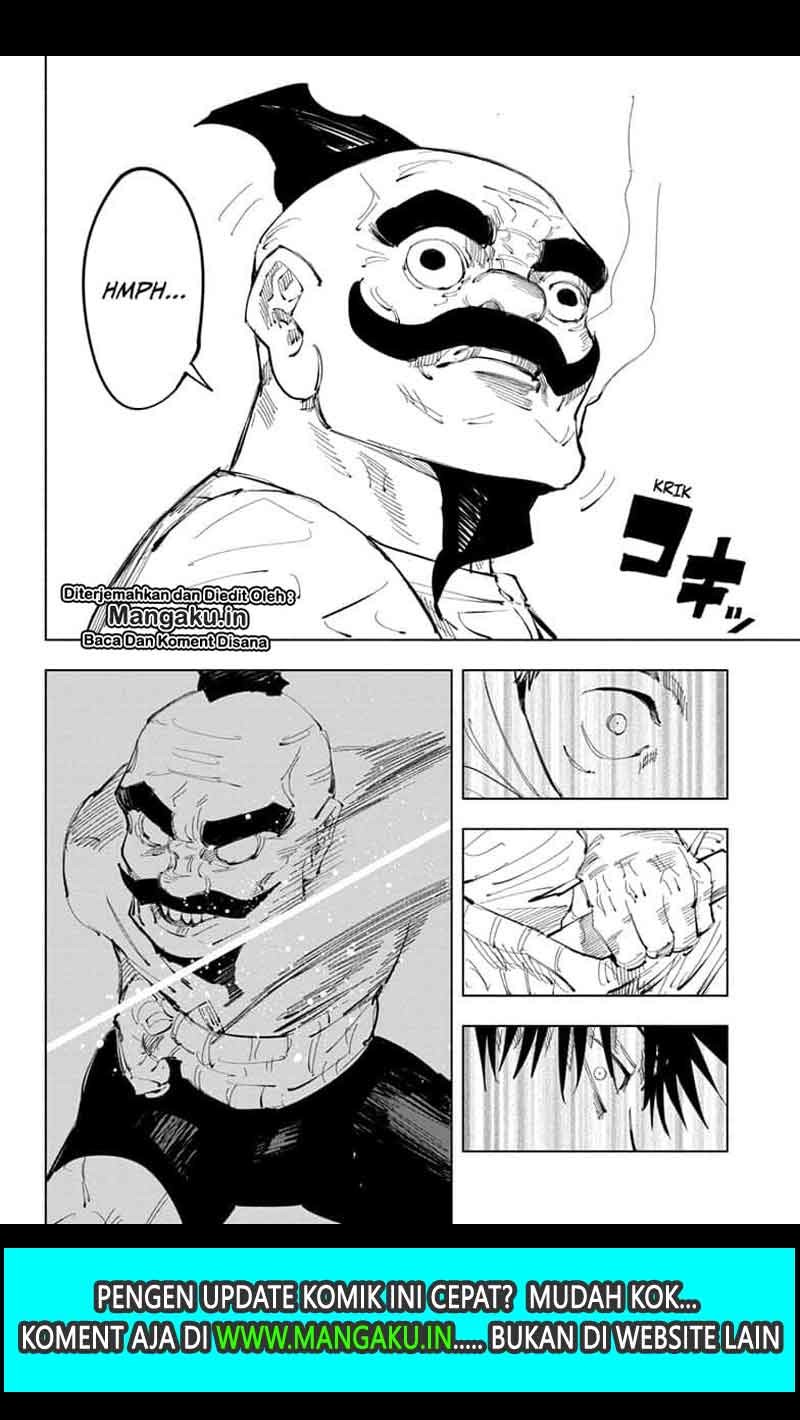 HMPH...
KRIK
コキッ
Diterjemahkan dan Diedit Oleh:
Mangaku.in
Baca Dan Koment Disana
PENGEN UPDATE KOMIK INI CEPAT? MUDAH KOK...
KOMENT AJA DI WWW.MANGAKU.IN..... BUKAN DI WEBSITE LAIN